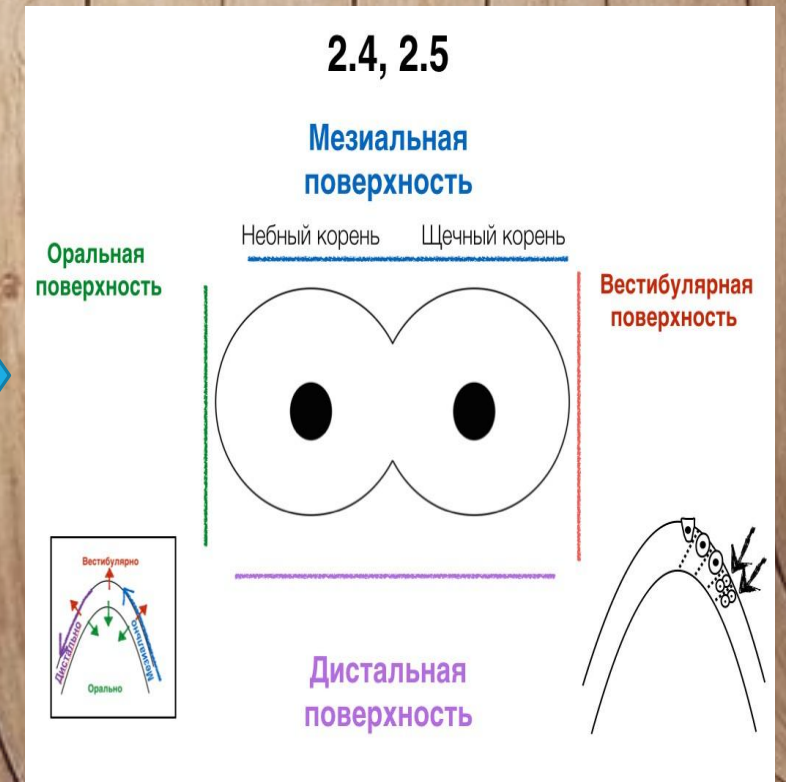 2.4, 2.5
Мезиальная
поверхность
Небный корень Щечный корень
Оральная
поверхность
Вестибулярная
поверхность
Вестибулярно
Дистально
Мезиально
Орально
Дистальная
поверхность